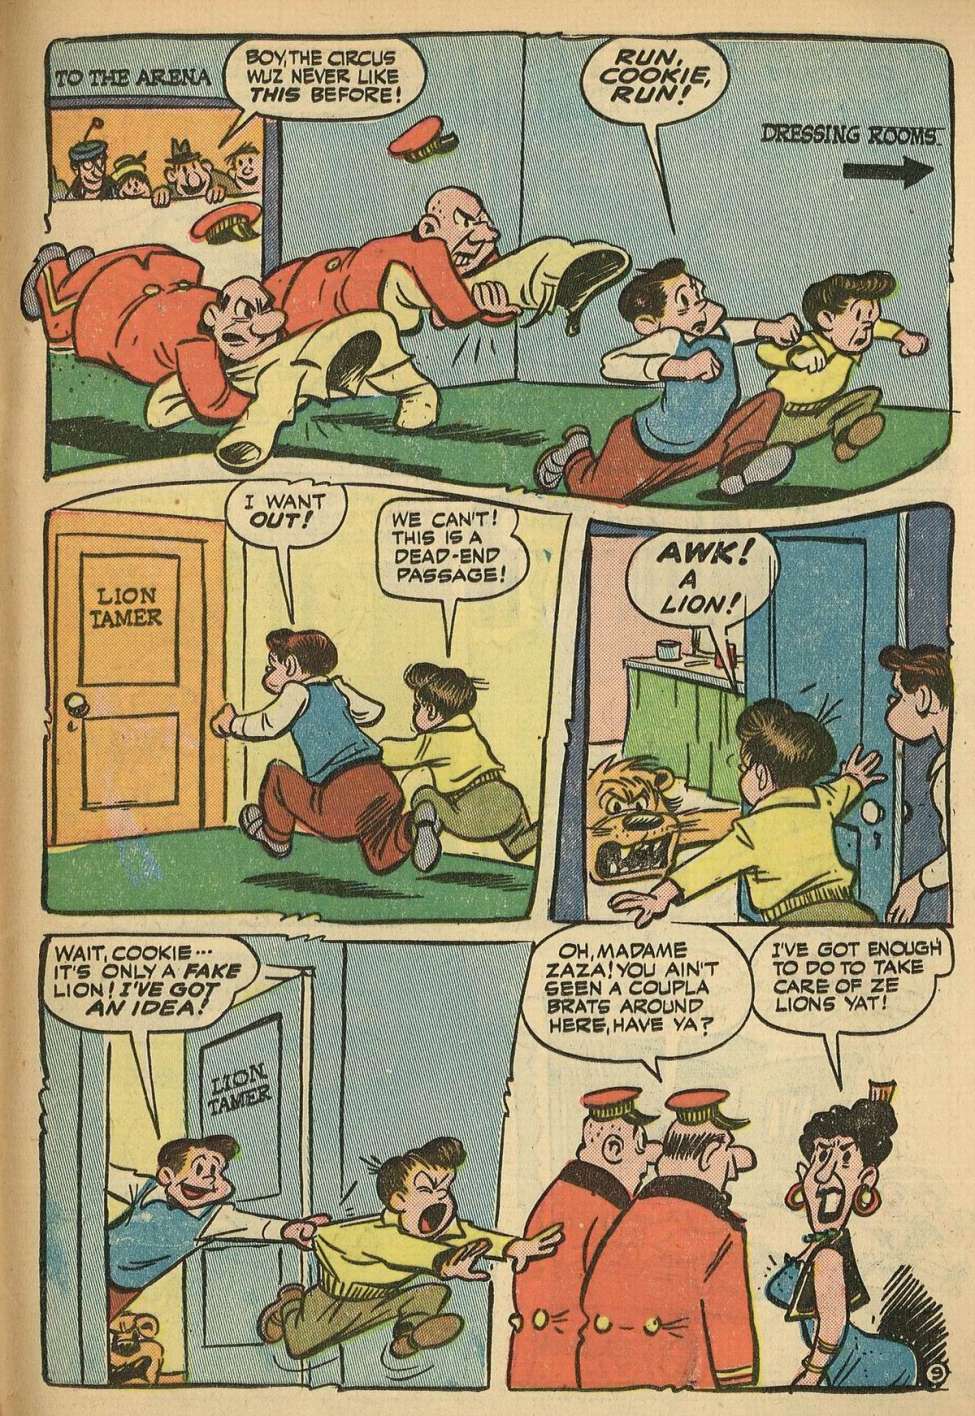 TO THE ARENA
BOY, THE CIRCUS
WUZ NEVER LIKE
THIS BEFORE!
RUN,
COOKIE,
RUN!
DRESSING ROOMS
LION
TAMER
I WANT
OUT!
WE CAN'T!
THIS IS A
DEAD-END
PASSAGE!
AWK!
A
LION!
WAIT, COOKIE---
IT'S ONLY A FAKE
LION! I'VE GOT
AN IDEA!
LION
TAMER
OH, MADAME
ZAZA! YOU AIN'T
SEEN A COUPLA
BRATS AROUND
HERE, HAVE YA?
I'VE GOT ENOUGH
TO DO TO TAKE
CARE OF ZE
LIONS YAT!
9